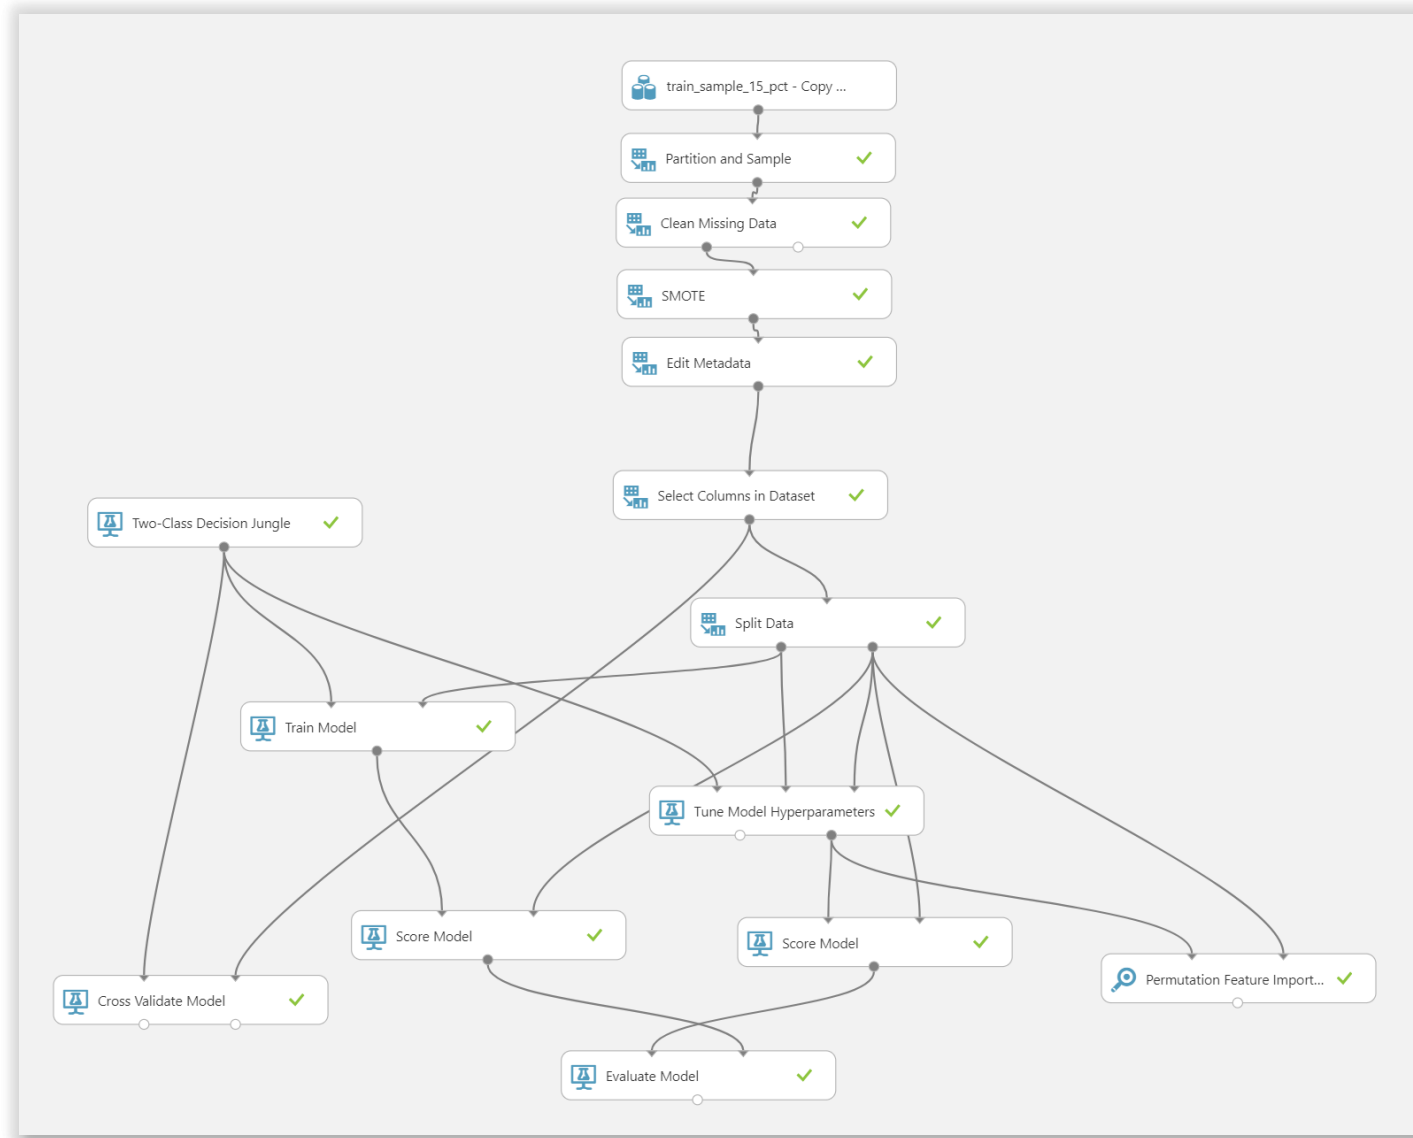 train_sample_15_pct - Copy ...
Partition and Sample
Clean Missing Data
SMOTE
Edit Metadata
Select Columns in Dataset
Two-Class Decision Jungle
Split Data
Train Model
Tune Model Hyperparameters
Score Model
Score Model
Permutation Feature Import...
Cross Validate Model
Evaluate Model